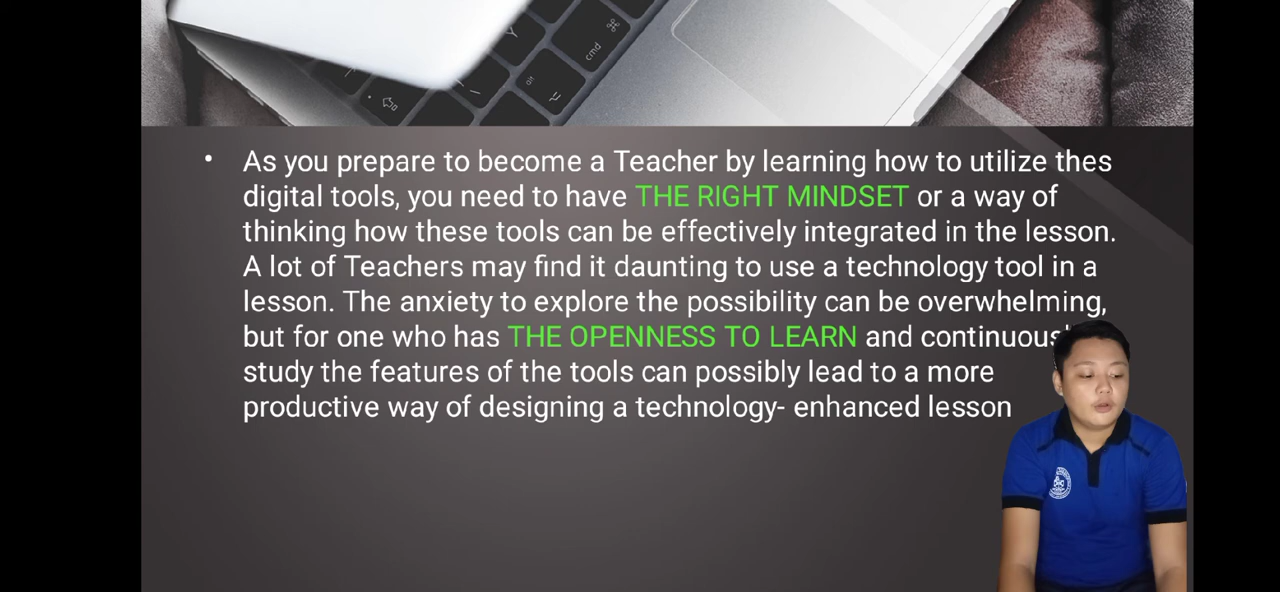 cmd
alt
As you prepare to become a Teacher by learning how to utilize thes
digital tools, you need to have THE RIGHT MINDSET or a way of
thinking how these tools can be effectively integrated in the lesson.
A lot of Teachers may find it daunting to use a technology tool in a
lesson. The anxiety to explore the possibility can be overwhelming,
but for one who has THE OPENNESS TO LEARN and continuousl
study the features of the tools can possibly lead to a more
productive way of designing a technology- enhanced lesson